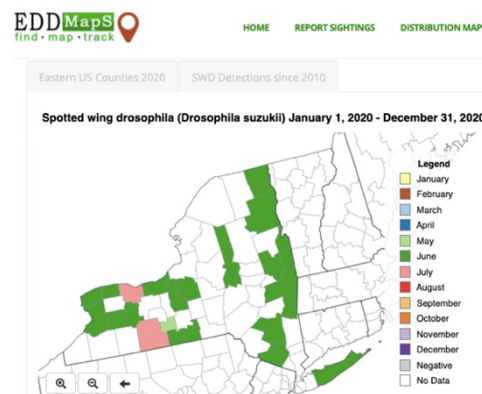 EDDMapS
find • map • track
HOME REPORT SIGHTINGS DISTRIBUTION MAP
Eastern US Counties 2020 SWD Detections since 2010
Spotted wing drosophila (Drosophila suzukii) January 1, 2020 - December 31, 2020
Legend
January
February
March
April
May
June
July
August
September
October
November
December
Negative
No Data